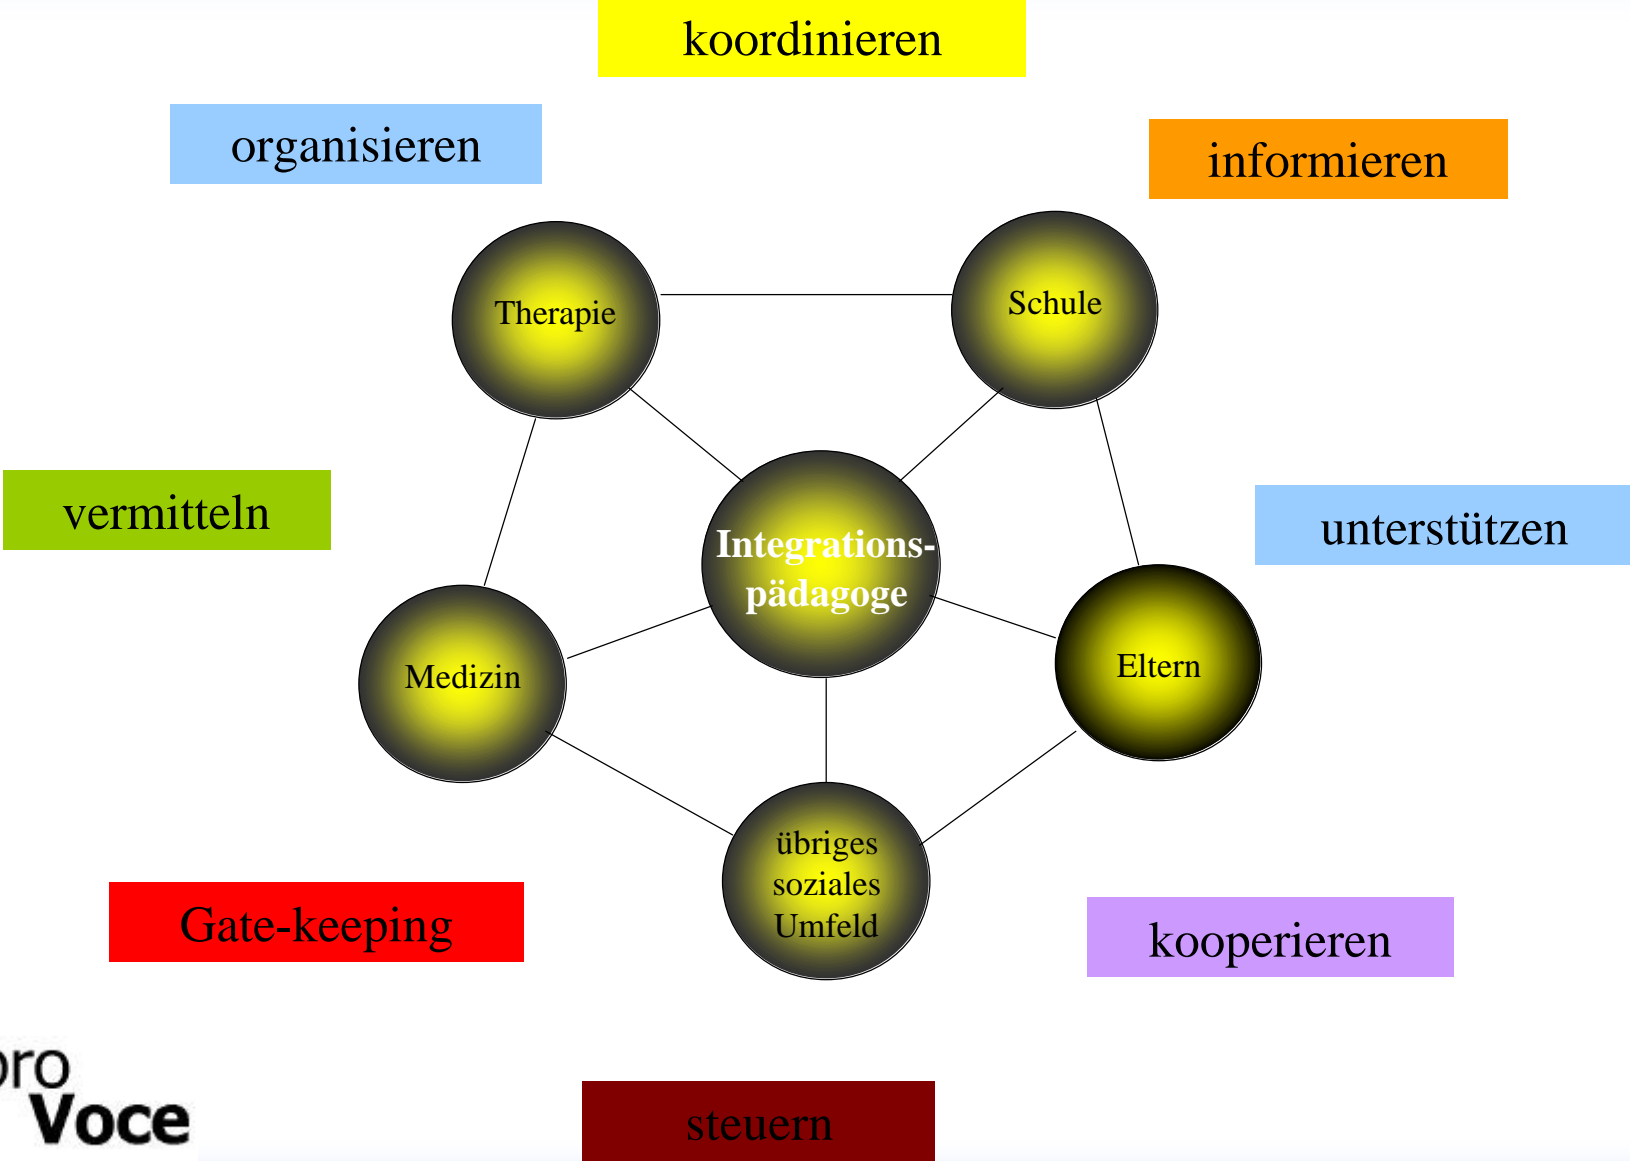 koordinieren
organisieren
informieren
Therapie
Schule
vermitteln
unterstützen
Integrations-
pädagoge
Medizin
Eltern
übriges
soziales
Umfeld
Gate-keeping
kooperieren
pro
Voce
steuern